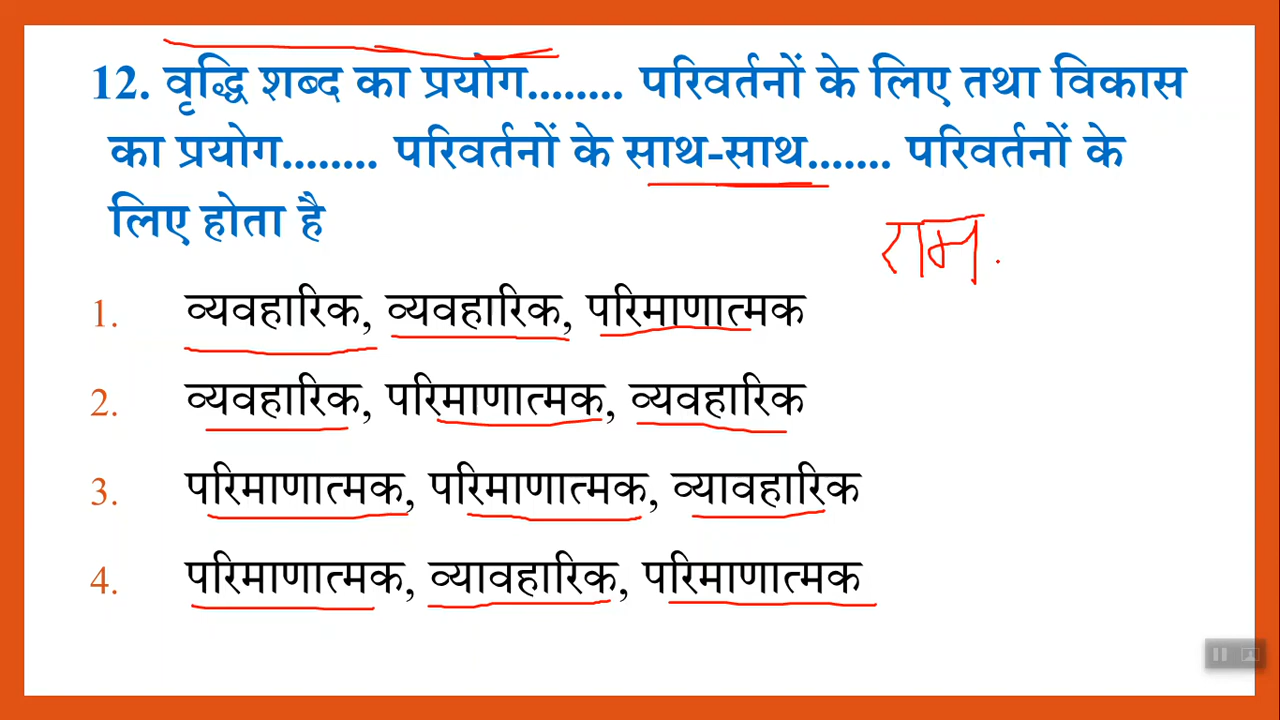 12. वृद्धि शब्द का प्रयोग........ परिवर्तनों के लिए तथा विकास
का प्रयोग........ परिवर्तनों के साथ-साथ....... परिवर्तनों के
लिए होता है
राम.
1. व्यवहारिक, व्यवहारिक, परिमाणात्मक
2. व्यवहारिक, परिमाणात्मक, व्यवहारिक
3. परिमाणात्मक, परिमाणात्मक, व्यावहारिक
4. परिमाणात्मक, व्यावहारिक, परिमाणात्मक